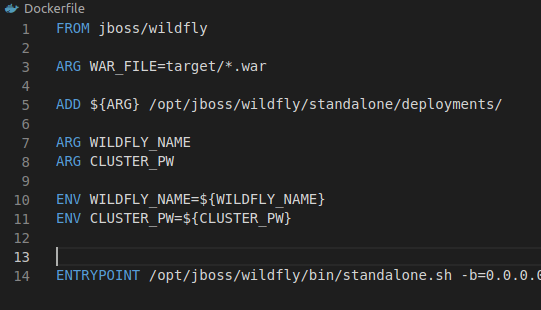 Dockerfile
1 FROM jboss/wildfly
2
3 ARG WAR_FILE=target/*.war
4
5 ADD ${ARG} /opt/jboss/wildfly/standalone/deployments/
6
7 ARG WILDFLY_NAME
8 ARG CLUSTER_PW
9
10 ENV WILDFLY_NAME=${WILDFLY_NAME}
11 ENV CLUSTER_PW=${CLUSTER_PW}
12
13
14 ENTRYPOINT /opt/jboss/wildfly/bin/standalone.sh -b=0.0.0.0